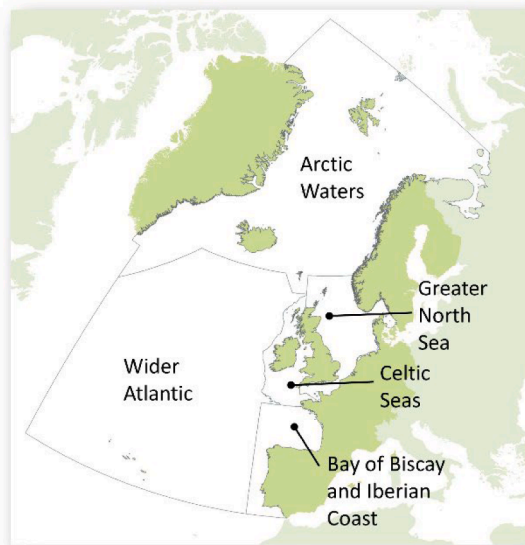 Arctic
Waters
Greater
North
Sea
Wider
Atlantic
Celtic
Seas
Bay of Biscay
and Iberian
Coast